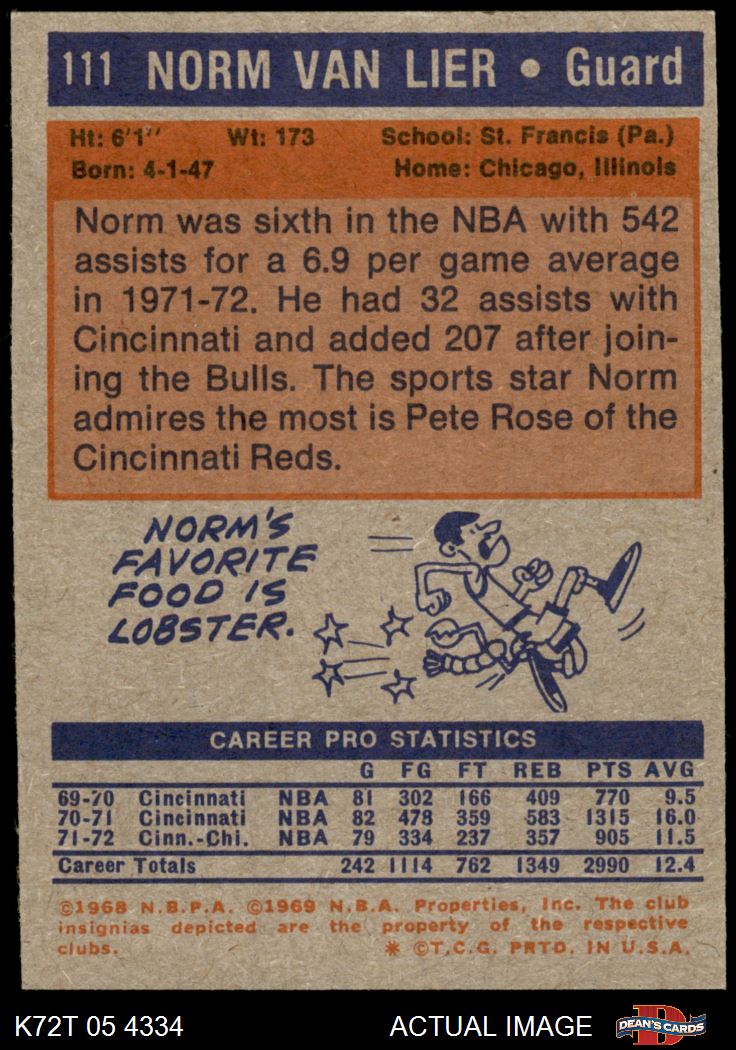 111 NORM VAN LIER • Guard
Ht: 6'1" Wt: 173 School: St. Francis (Pa.)
Born: 4-1-47 Home: Chicago, Illinois
Norm was sixth in the NBA with 542
assists for a 6.9 per game average
in 1971-72. He had 32 assists with
Cincinnati and added 207 after join-
ing the Bulls. The sports star Norm
admires the most is Pete Rose of the
Cincinnati Reds.
NORM'S
FAVORITE
FOOD IS
LOBSTER.
CAREER PRO STATISTICS
G FG FT REB PTS AVG
69-70 Cincinnati NBA 81 302 166 409 770 9.5
70-71 Cincinnati NBA 82 478 359 583 1315 16.0
71-72 Cinn.-Chi. NBA 79 334 237 357 905 11.5
Career Totals 242 1114 762 1349 2990 12.4
©1968 N.B.P.A. ©1969 N.B.A. Properties, Inc. The club
insignias depicted are the property of the respective
clubs. * ©T.C.G. PRTD. IN U.S.A.
K72T 05 4334 ACTUAL IMAGE D DEAN'S CARDS